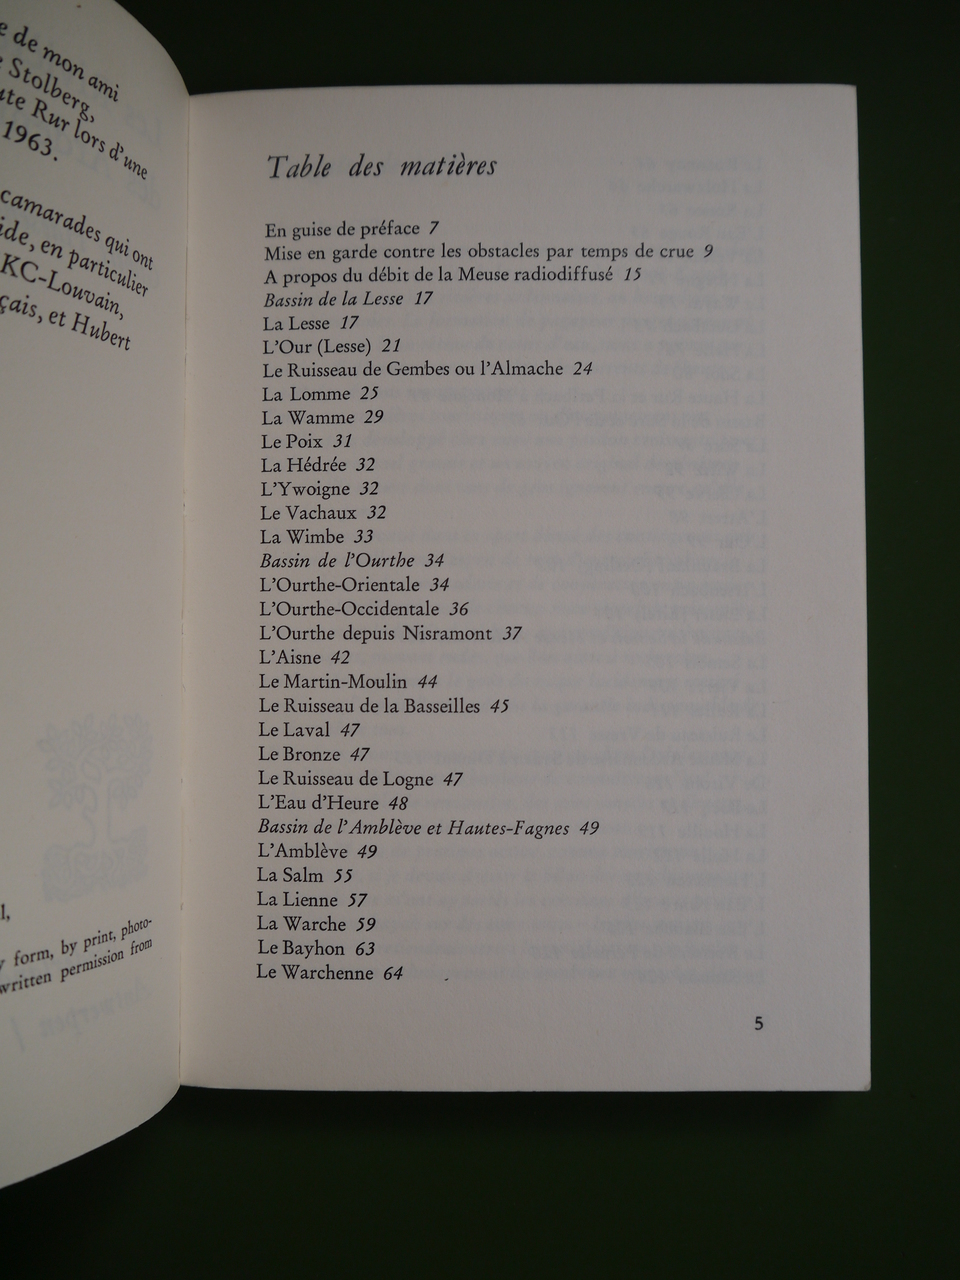 e de mon ami
Stolberg,
ute Rur lors d'une
1963.
camarades qui ont
ide, en particulier
KC-Louvain,
çais, et Hubert
l,
form, by print, photo-
written permission from
Table des matières
En guise de préface 7
Mise en garde contre les obstacles par temps de crue 9
A propos du débit de la Meuse radiodiffusé 15
Bassin de la Lesse 17
La Lesse 17
L'Our (Lesse) 21
Le Ruisseau de Gembes ou l'Almache 24
La Lomme 25
La Wamme 29
Le Poix 31
La Hédrée 32
L'Ywoigne 32
Le Vachaux 32
La Wimbe 33
Bassin de l'Ourthe 34
L'Ourthe-Orientale 34
L'Ourthe-Occidentale 36
L'Ourthe depuis Nisramont 37
L'Aisne 42
Le Martin-Moulin 44
Le Ruisseau de la Basseilles 45
Le Laval 47
Le Bronze 47
Le Ruisseau de Logne 47
L'Eau d'Heure 48
Bassin de l'Amblève et Hautes-Fagnes 49
L'Amblève 49
La Salm 55
La Lienne 57
La Warche 59
Le Bayhon 63
Le Warchenne 64
5